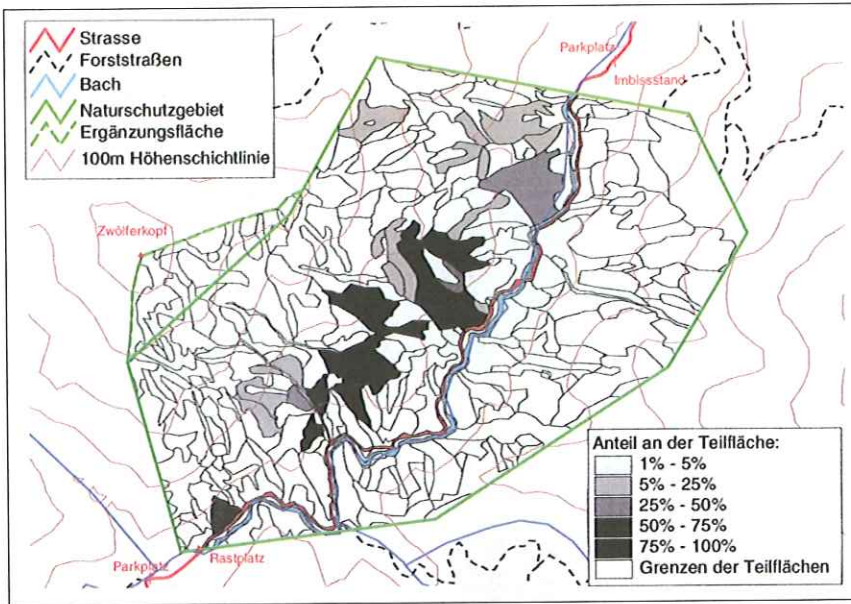 Strasse
Forststraßen
Bach
Naturschutzgebiet
Ergänzungsfläche
100m Höhenschichtlinie
Parkplatz
Imbissstand
Zwölferkopf
Parkplatz
Rastplatz
Anteil an der Teilfläche:
1% - 5%
5% - 25%
25% - 50%
50% - 75%
75% - 100%
Grenzen der Teilflächen